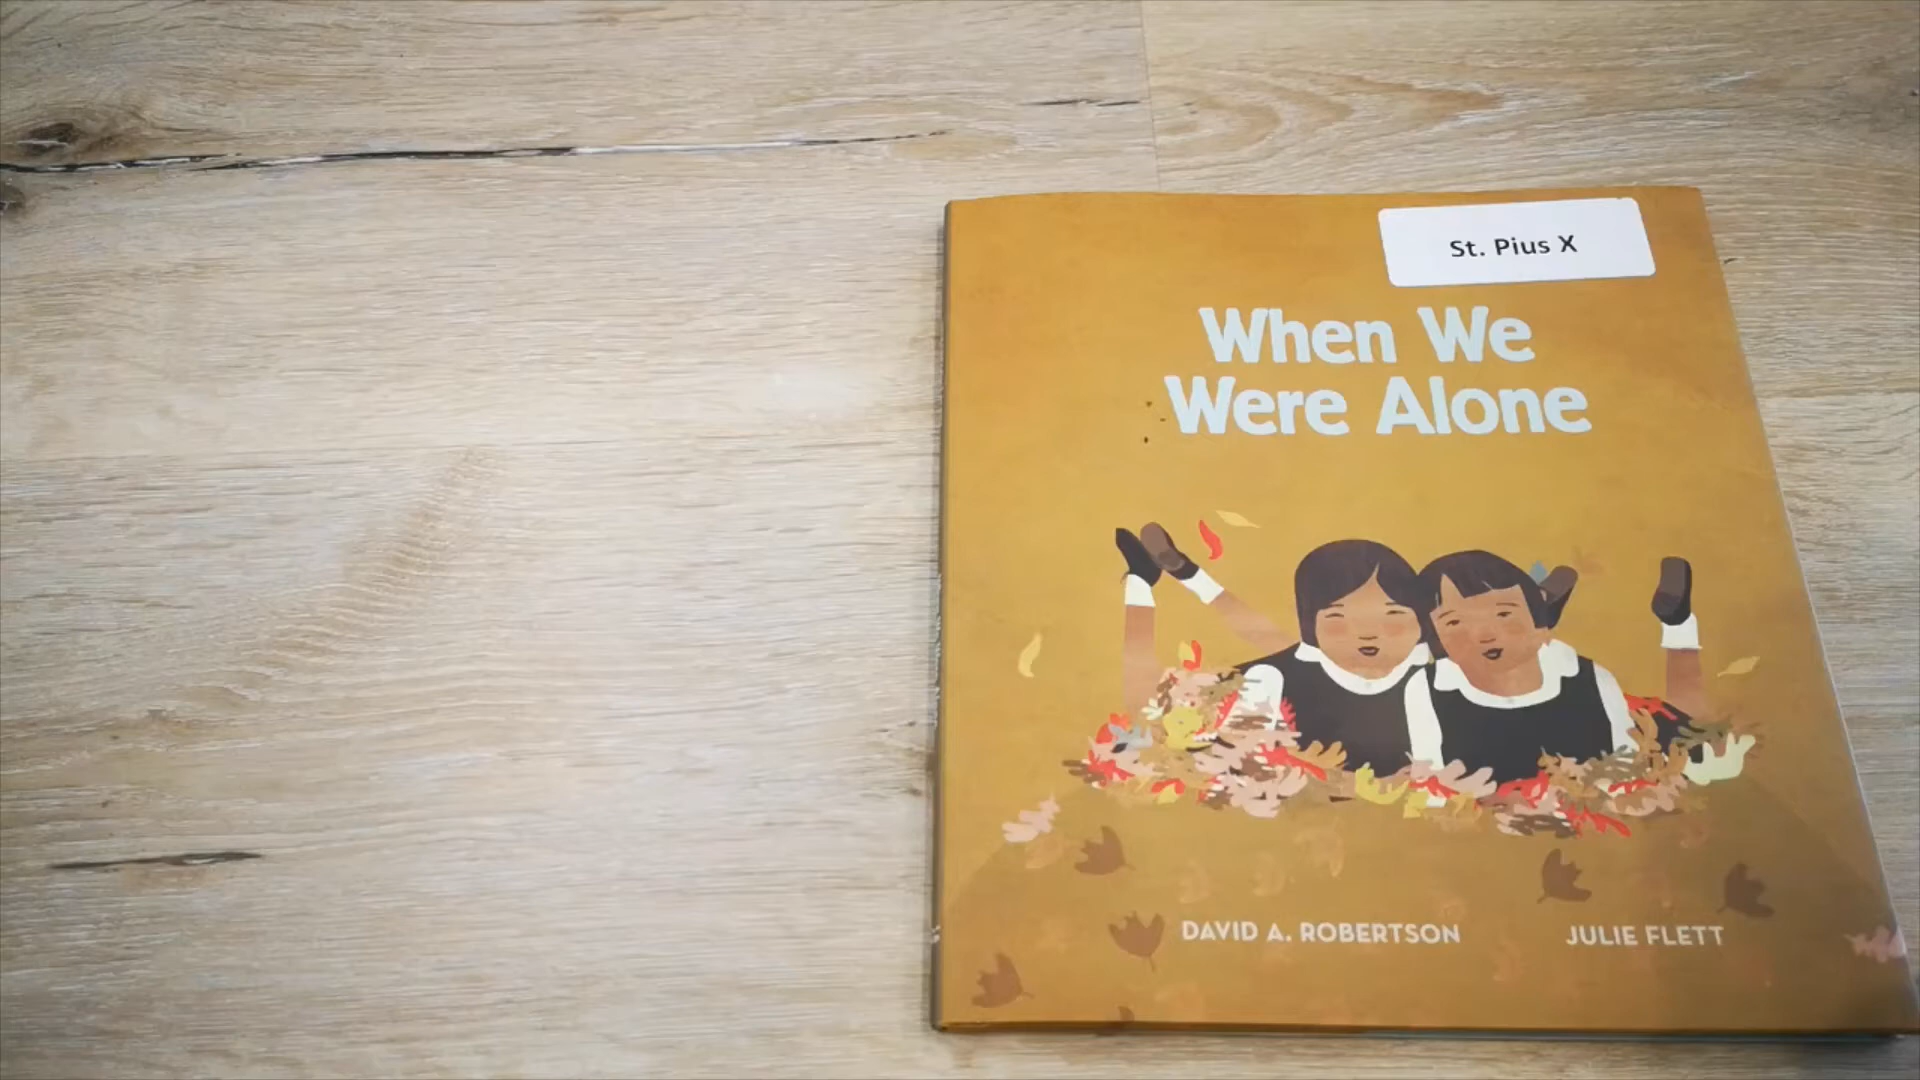 St. Pius X
When We
Were Alone
DAVID A. ROBERTSON
JULIE FLETT